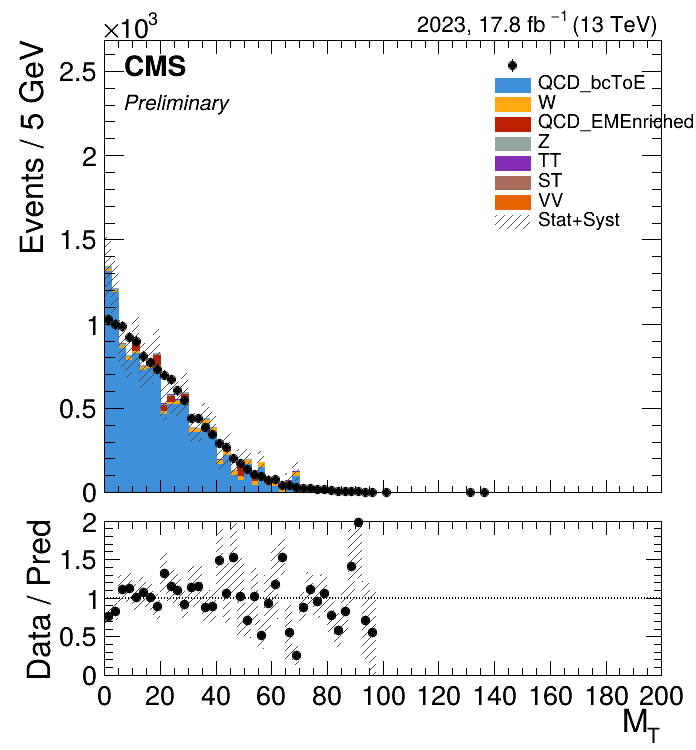 ×10³
2023, 17.8 fb⁻¹ (13 TeV)
CMS
Preliminary
Events / 5 GeV
2.5
2
1.5
1
0.5
0
QCD_bcToE
W
QCD_EMEnriched
Z
TT
ST
VV
Stat+Syst
Data / Pred
2
1.5
1
0.5
0
0 20 40 60 80 100 120 140 160 180 200
M_T